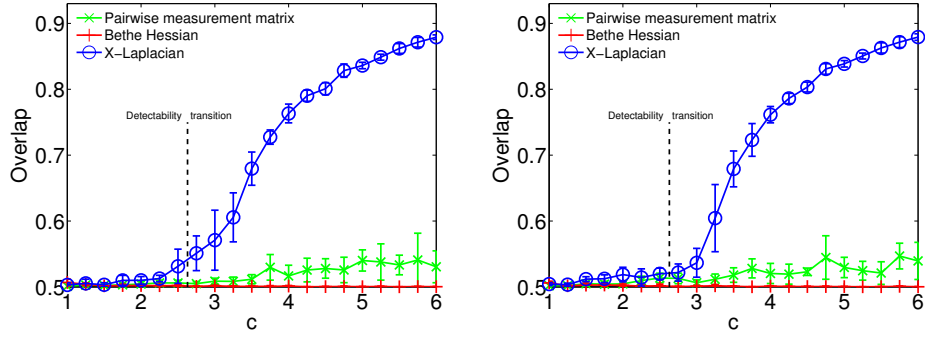 Pairwise measurement matrix
Bethe Hessian
X−Laplacian
Detectability transition
Overlap
0.9
0.8
0.7
0.6
0.5
1 2 3 4 5 6
c
Pairwise measurement matrix
Bethe Hessian
X−Laplacian
Detectability transition
Overlap
0.9
0.8
0.7
0.6
0.5
1 2 3 4 5 6
c